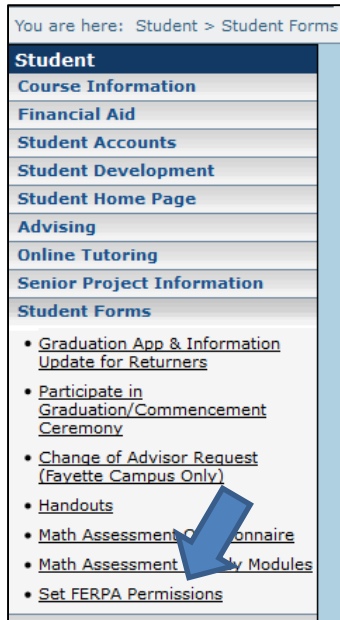 You are here: Student > Student Forms
Student
Course Information
Financial Aid
Student Accounts
Student Development
Student Home Page
Advising
Online Tutoring
Senior Project Information
Student Forms
• Graduation App & Information
Update for Returners
• Participate in
Graduation/Commencement
Ceremony
• Change of Advisor Request
(Fayette Campus Only)
• Handouts
• Math Assessment
• Math Assessment Modules
• Set FERPA Permissions